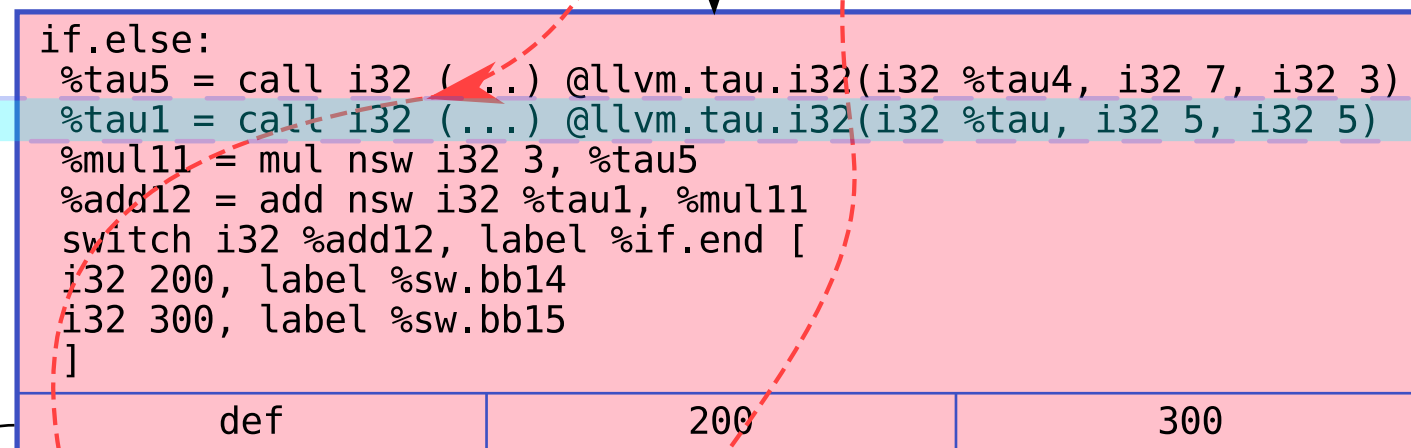 if.else:
%tau5 = call i32 (...) @llvm.tau.i32(i32 %tau4, i32 7, i32 3)
%tau1 = call i32 (...) @llvm.tau.i32(i32 %tau, i32 5, i32 5)
%mul11 = mul nsw i32 3, %tau5
%add12 = add nsw i32 %tau1, %mul11
switch i32 %add12, label %if.end [
i32 200, label %sw.bb14
i32 300, label %sw.bb15
]
def 200 300